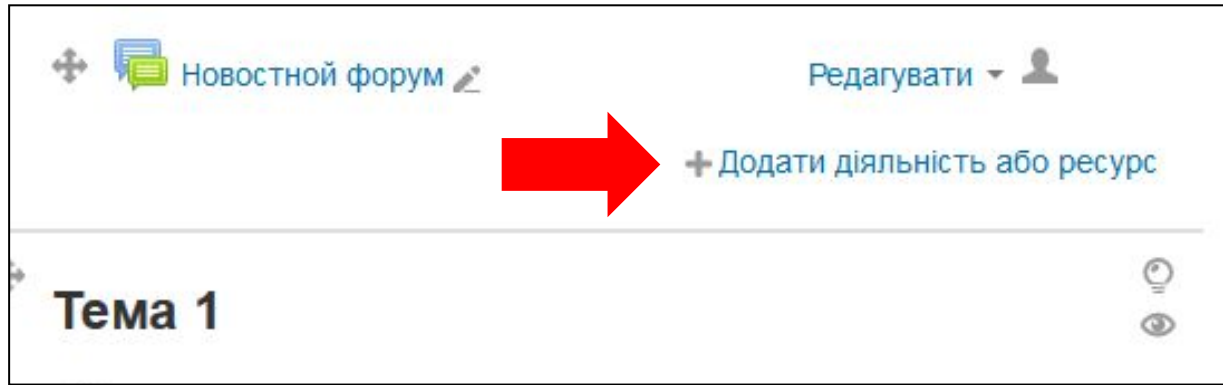 Новостной форум Редагувати
Додати діяльність або ресурс
Тема 1